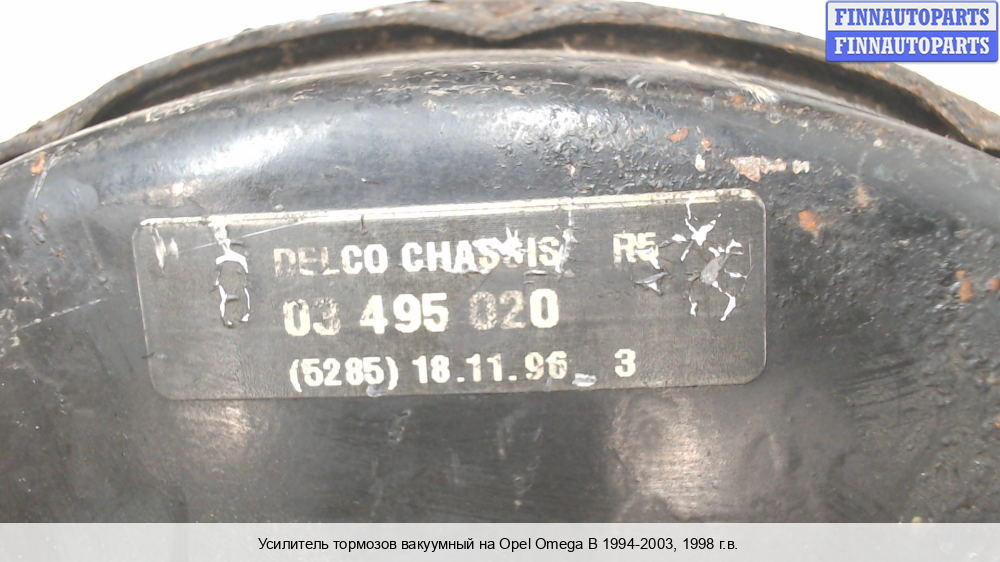 FINNAUTOPARTS
FINNAUTOPARTS
DELCO CHASSIS R5
03 495 020
(5285) 18.11.96 3
Усилитель тормозов вакуумный на Opel Omega B 1994-2003, 1998 г.в.